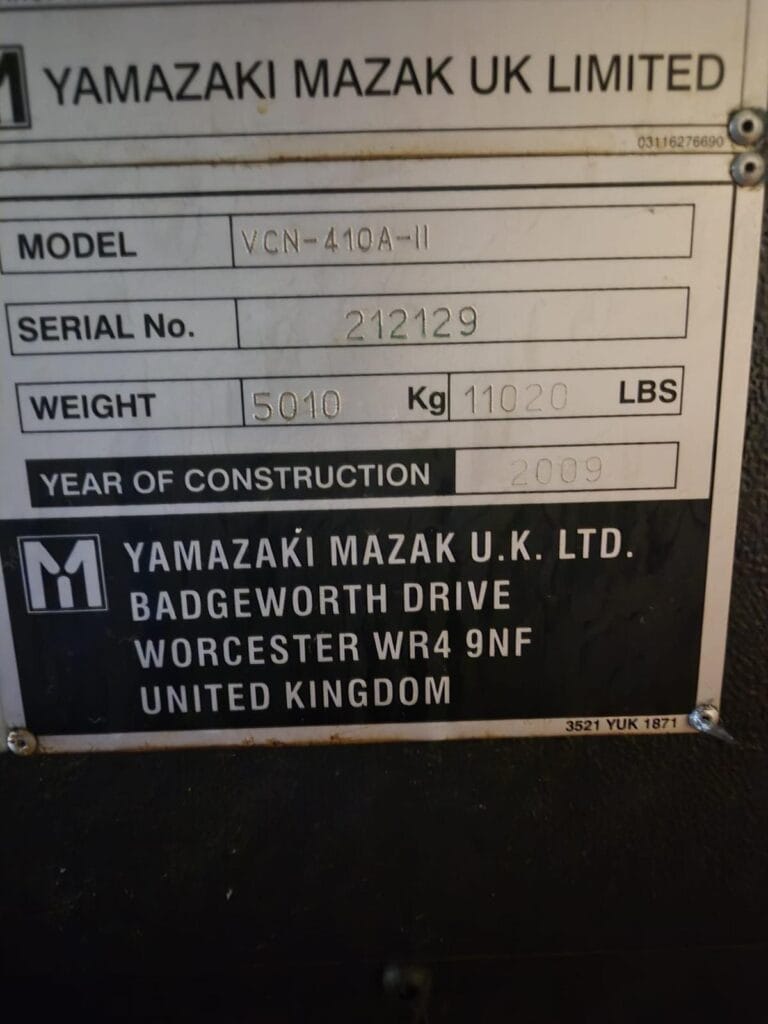 YAMAZAKI MAZAK UK LIMITED
03116276690
MODEL VCN-410A-II
SERIAL No. 212129
WEIGHT 5010 Kg 11020 LBS
YEAR OF CONSTRUCTION 2009
YAMAZAKI MAZAK U.K. LTD.
BADGEWORTH DRIVE
WORCESTER WR4 9NF
UNITED KINGDOM
3521 YUK 1871